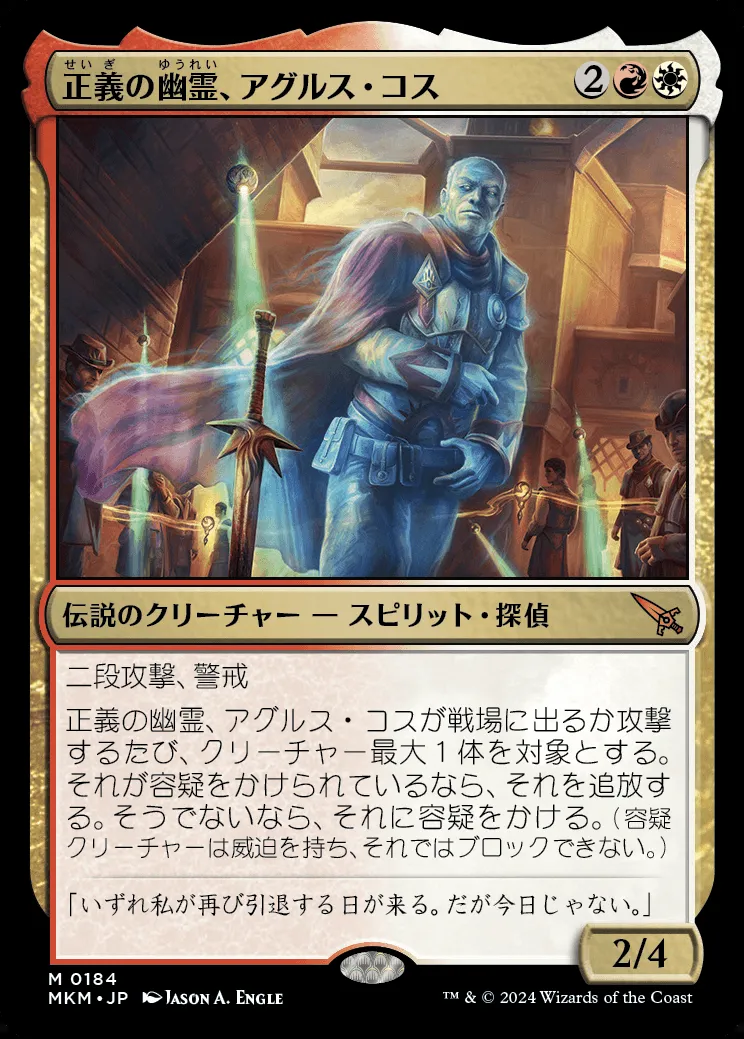 せいぎ ゆうれい
正義の幽霊、アグルス・コス 2
伝説のクリーチャー — スピリット・探偵
二段攻撃、警戒
正義の幽霊、アグルス・コスが戦場に出るか攻撃
するたび、クリーチャー最大1体を対象とする。
それが容疑をかけられているなら、それを追放す
る。そうでないなら、それに容疑をかける。（容疑
クリーチャーは威迫を持ち、それではブロックできない。）
「いずれ私が再び引退する日が来る。だが今日じゃない。」
2/4
M 0184
MKM • JP JASON A. ENGLE
™ & © 2024 Wizards of the Coast